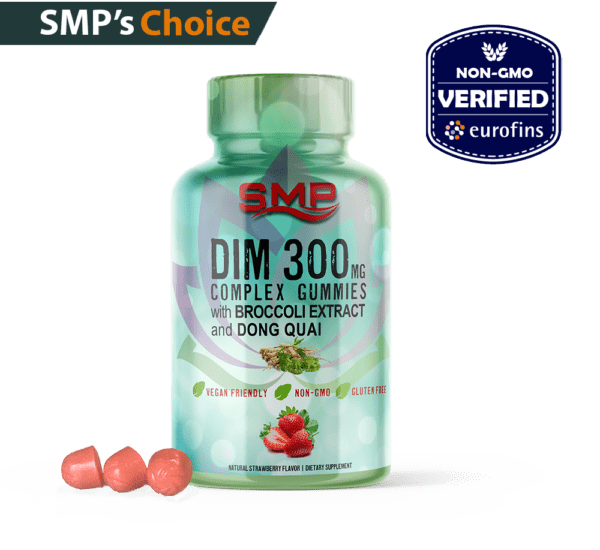 SMP's Choice
NON-GMO
VERIFIED
eurofins
SMP
DIM 300MG
COMPLEX GUMMIES
with BROCCOLI EXTRACT
and DONG QUAI
VEGAN FRIENDLY NON-GMO GLUTEN FREE
NATURAL STRAWBERRY FLAVOR | DIETARY SUPPLEMENT